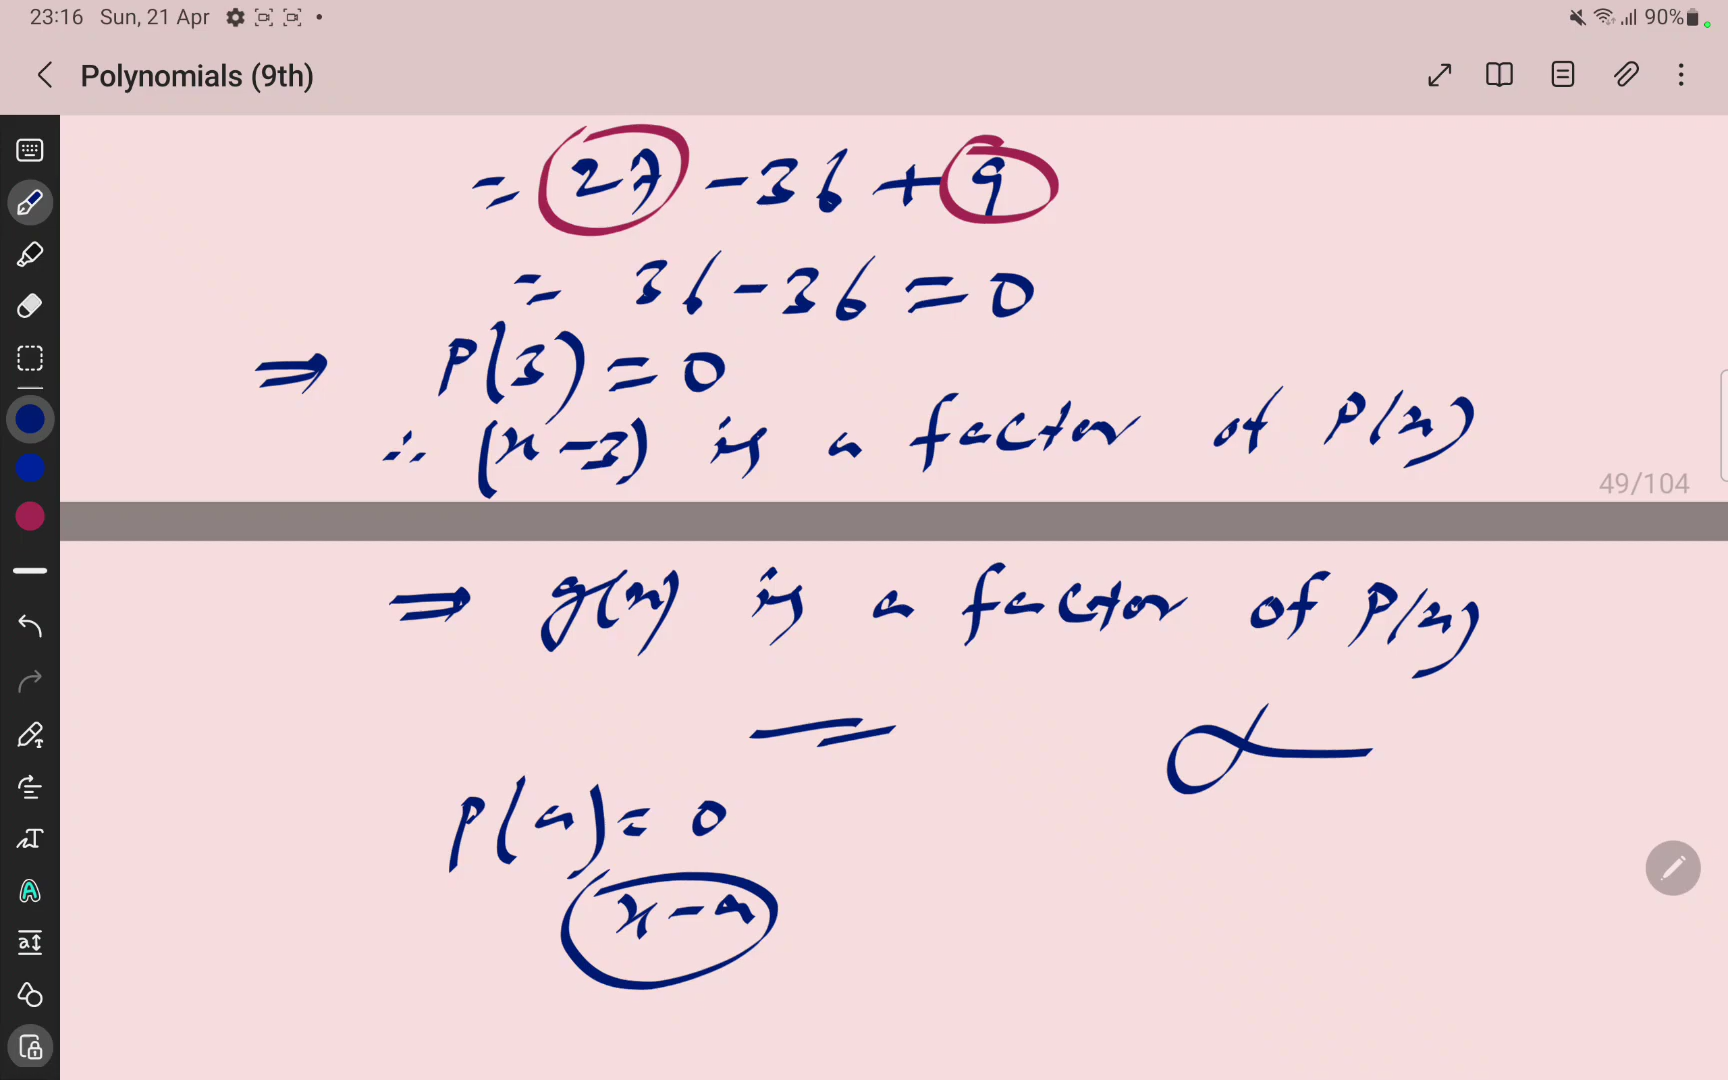 23:16 Sun, 21 Apr 90%
Polynomials (9th)
= 27 - 36 + 9
= 36 - 36 = 0
⇒ P(3) = 0
∴ (x - 3) is a factor of P(x)
49/104
⇒ g(x) is a factor of P(x)
P(a) = 0
x - a